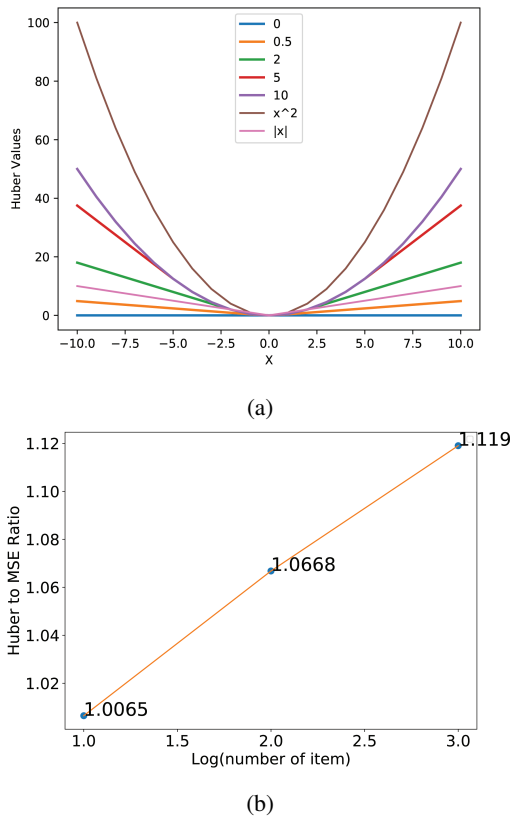 100
80
60
40
20
0
Huber Values
0
0.5
2
5
10
x^2
|x|
−10.0 −7.5 −5.0 −2.5 0.0 2.5 5.0 7.5 10.0
X
(a)
1.12
1.10
1.08
1.06
1.04
1.02
Huber to MSE Ratio
1.119
1.0668
1.0065
1.0 1.5 2.0 2.5 3.0
Log(number of item)
(b)